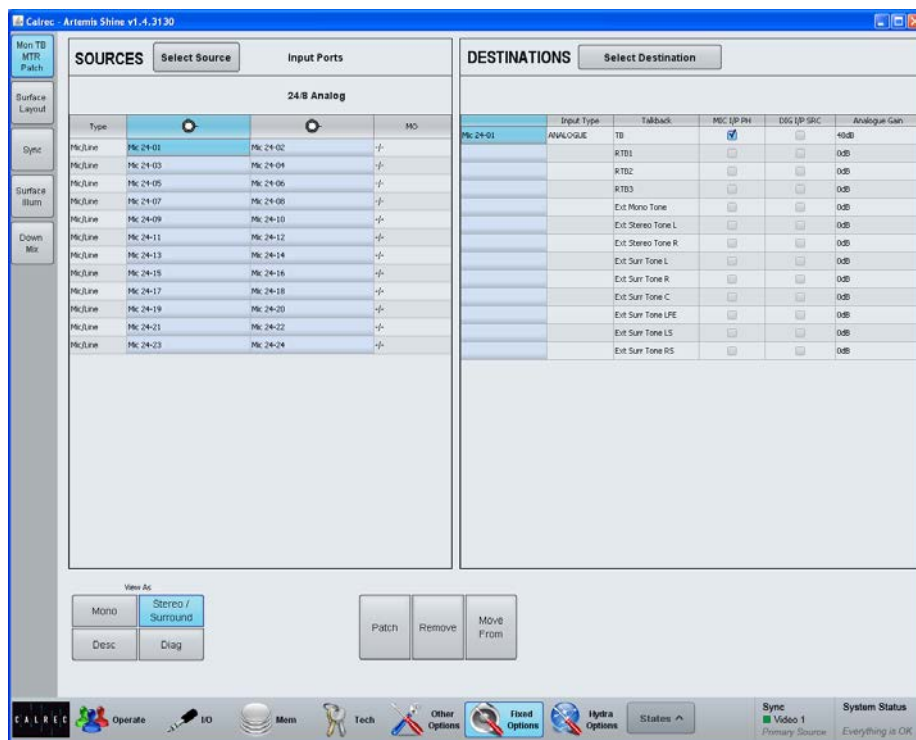 Calrec - Artemis Shine v1.4.3130
Mon TB
MTR
Patch
Surface
Layout
Sync
Surface
Illum
Down
Mix
SOURCES Select Source Input Ports
24/8 Analog
Type MO
Mic/Line Mic 24-01 Mic 24-02 -/-
Mic/Line Mic 24-03 Mic 24-04 -/-
Mic/Line Mic 24-05 Mic 24-06 -/-
Mic/Line Mic 24-07 Mic 24-08 -/-
Mic/Line Mic 24-09 Mic 24-10 -/-
Mic/Line Mic 24-11 Mic 24-12 -/-
Mic/Line Mic 24-13 Mic 24-14 -/-
Mic/Line Mic 24-15 Mic 24-16 -/-
Mic/Line Mic 24-17 Mic 24-18 -/-
Mic/Line Mic 24-19 Mic 24-20 -/-
Mic/Line Mic 24-21 Mic 24-22 -/-
Mic/Line Mic 24-23 Mic 24-24 -/-
DESTINATIONS Select Destination
Input Type Talkback MIC I/P PH DIG I/P SRC Analogue Gain
Mic 24-01 ANALOGUE TB 40dB
RTB1 0dB
RTB2 0dB
RTB3 0dB
Ext Mono Tone 0dB
Ext Stereo Tone L 0dB
Ext Stereo Tone R 0dB
Ext Surr Tone L 0dB
Ext Surr Tone R 0dB
Ext Surr Tone C 0dB
Ext Surr Tone LFE 0dB
Ext Surr Tone LS 0dB
Ext Surr Tone RS 0dB
View As
Mono
Stereo /
Surround
Desc
Diag
Patch
Remove
Move
From
CALREC
Operate
I/O
Mem
Tech
Other
Options
Fixed
Options
Hydra
Options
States
Sync
Video 1
Primary Source
System Status
Everything is OK